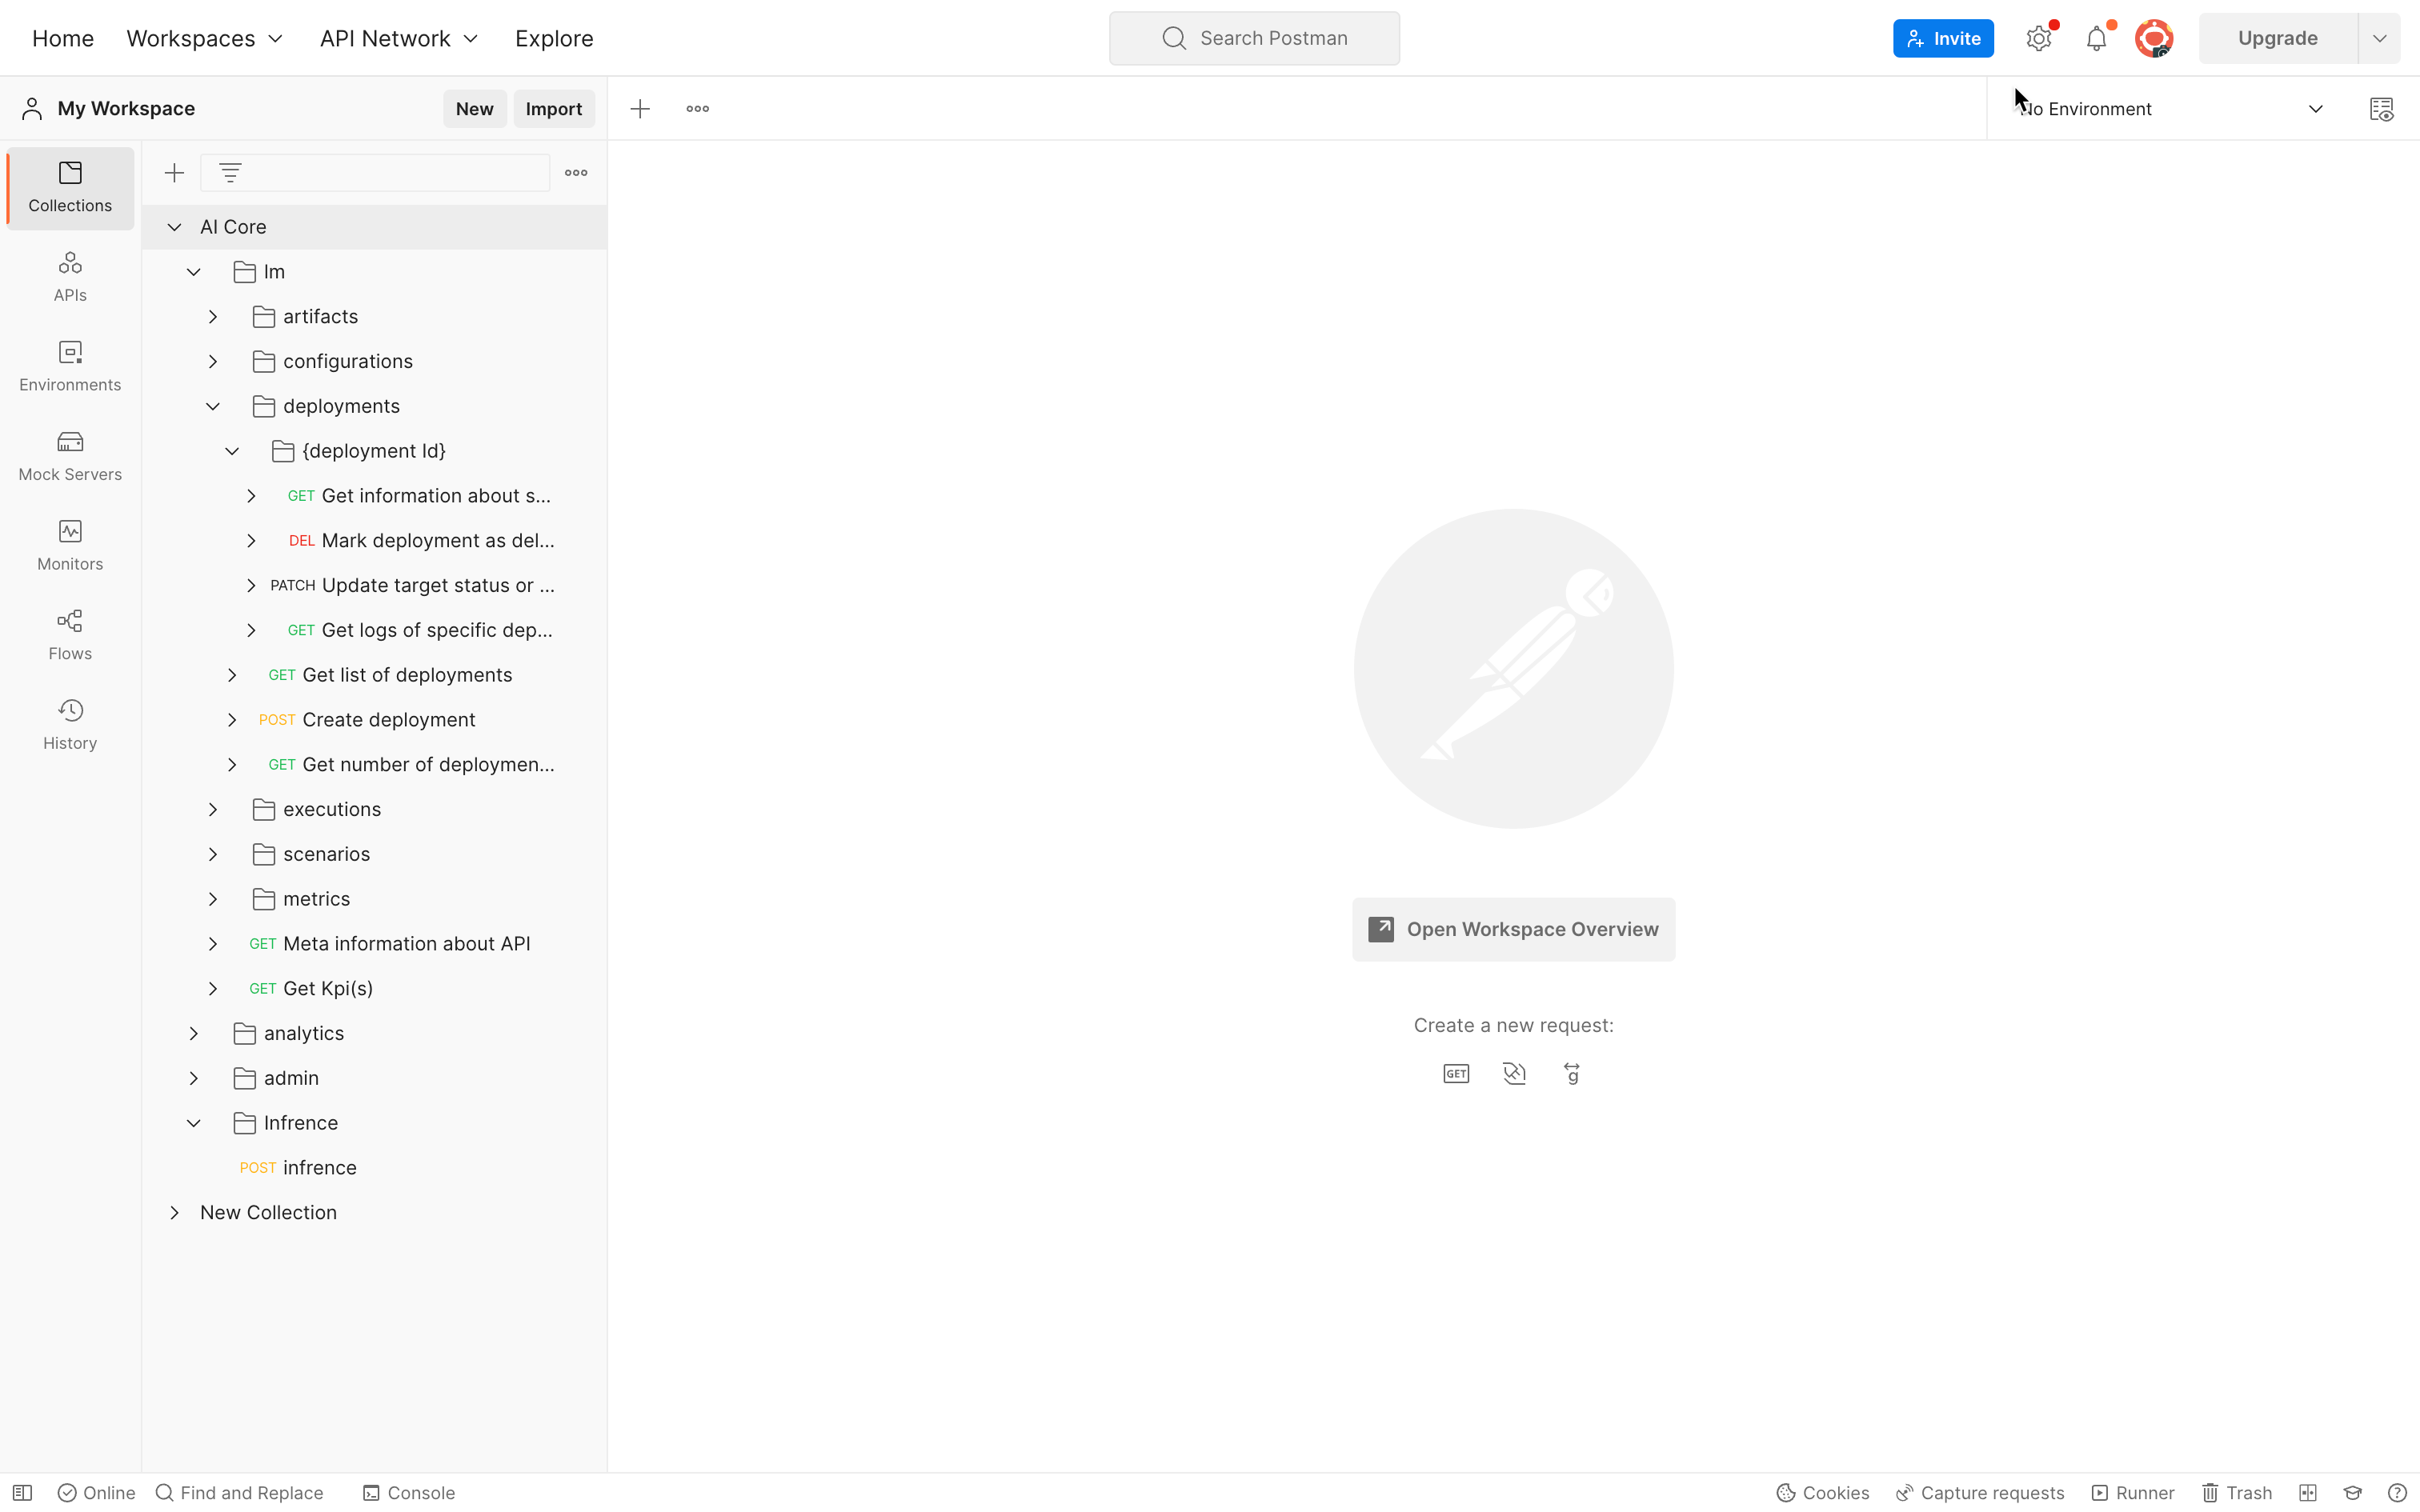 Home Workspaces API Network Explore Search Postman Invite Upgrade
My Workspace New Import No Environment
Collections
APIs
Environments
Mock Servers
Monitors
Flows
History
AI Core
lm
artifacts
configurations
deployments
{deployment Id}
GET Get information about s...
DEL Mark deployment as del...
PATCH Update target status or ...
GET Get logs of specific dep...
GET Get list of deployments
POST Create deployment
GET Get number of deploymen...
executions
scenarios
metrics
GET Meta information about API
GET Get Kpi(s)
analytics
admin
Infrence
POST infrence
New Collection
Open Workspace Overview
Create a new request:
GET g
Online Find and Replace Console Cookies Capture requests Runner Trash